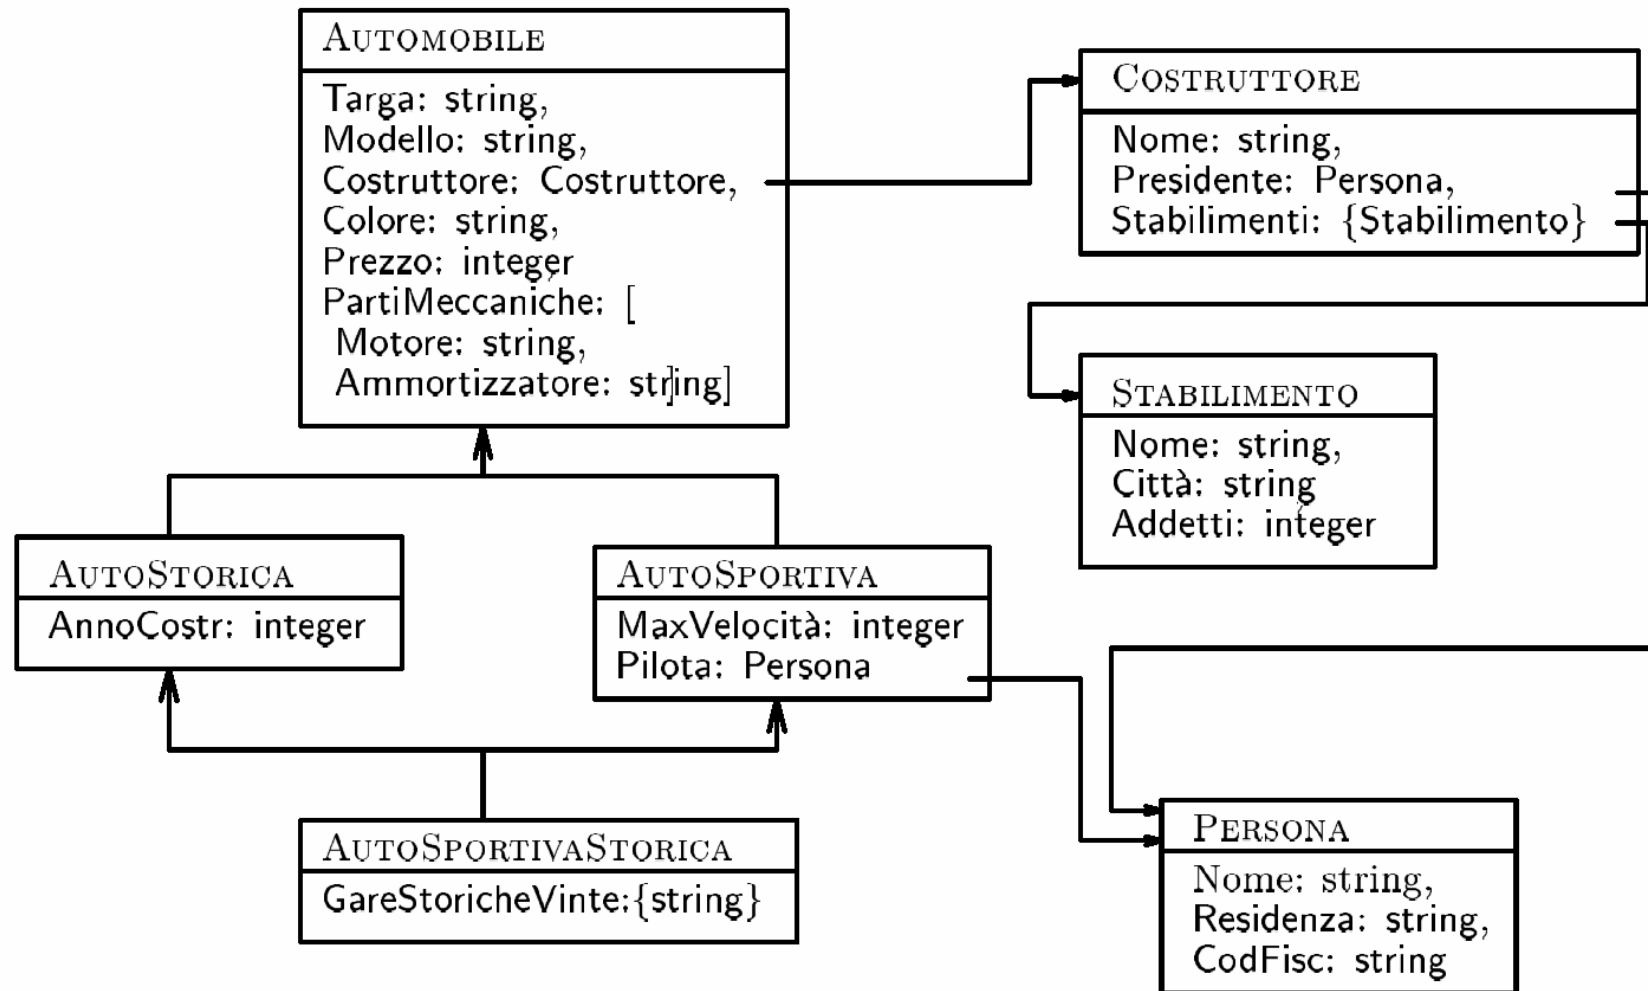 AUTOMOBILE
Targa: string,
Modello: string,
Costruttore: Costruttore,
Colore: string,
Prezzo: integer
PartiMeccaniche: [
Motore: string,
Ammortizzatore: string]
COSTRUTTORE
Nome: string,
Presidente: Persona,
Stabilimenti: {Stabilimento}
STABILIMENTO
Nome: string,
Città: string
Addetti: integer
AUTOSTORICA
AnnoCostr: integer
AUTOSPORTIVA
MaxVelocità: integer
Pilota: Persona
AUTOSPORTIVASTORICA
GareStoricheVinte:{string}
PERSONA
Nome: string,
Residenza: string,
CodFisc: string